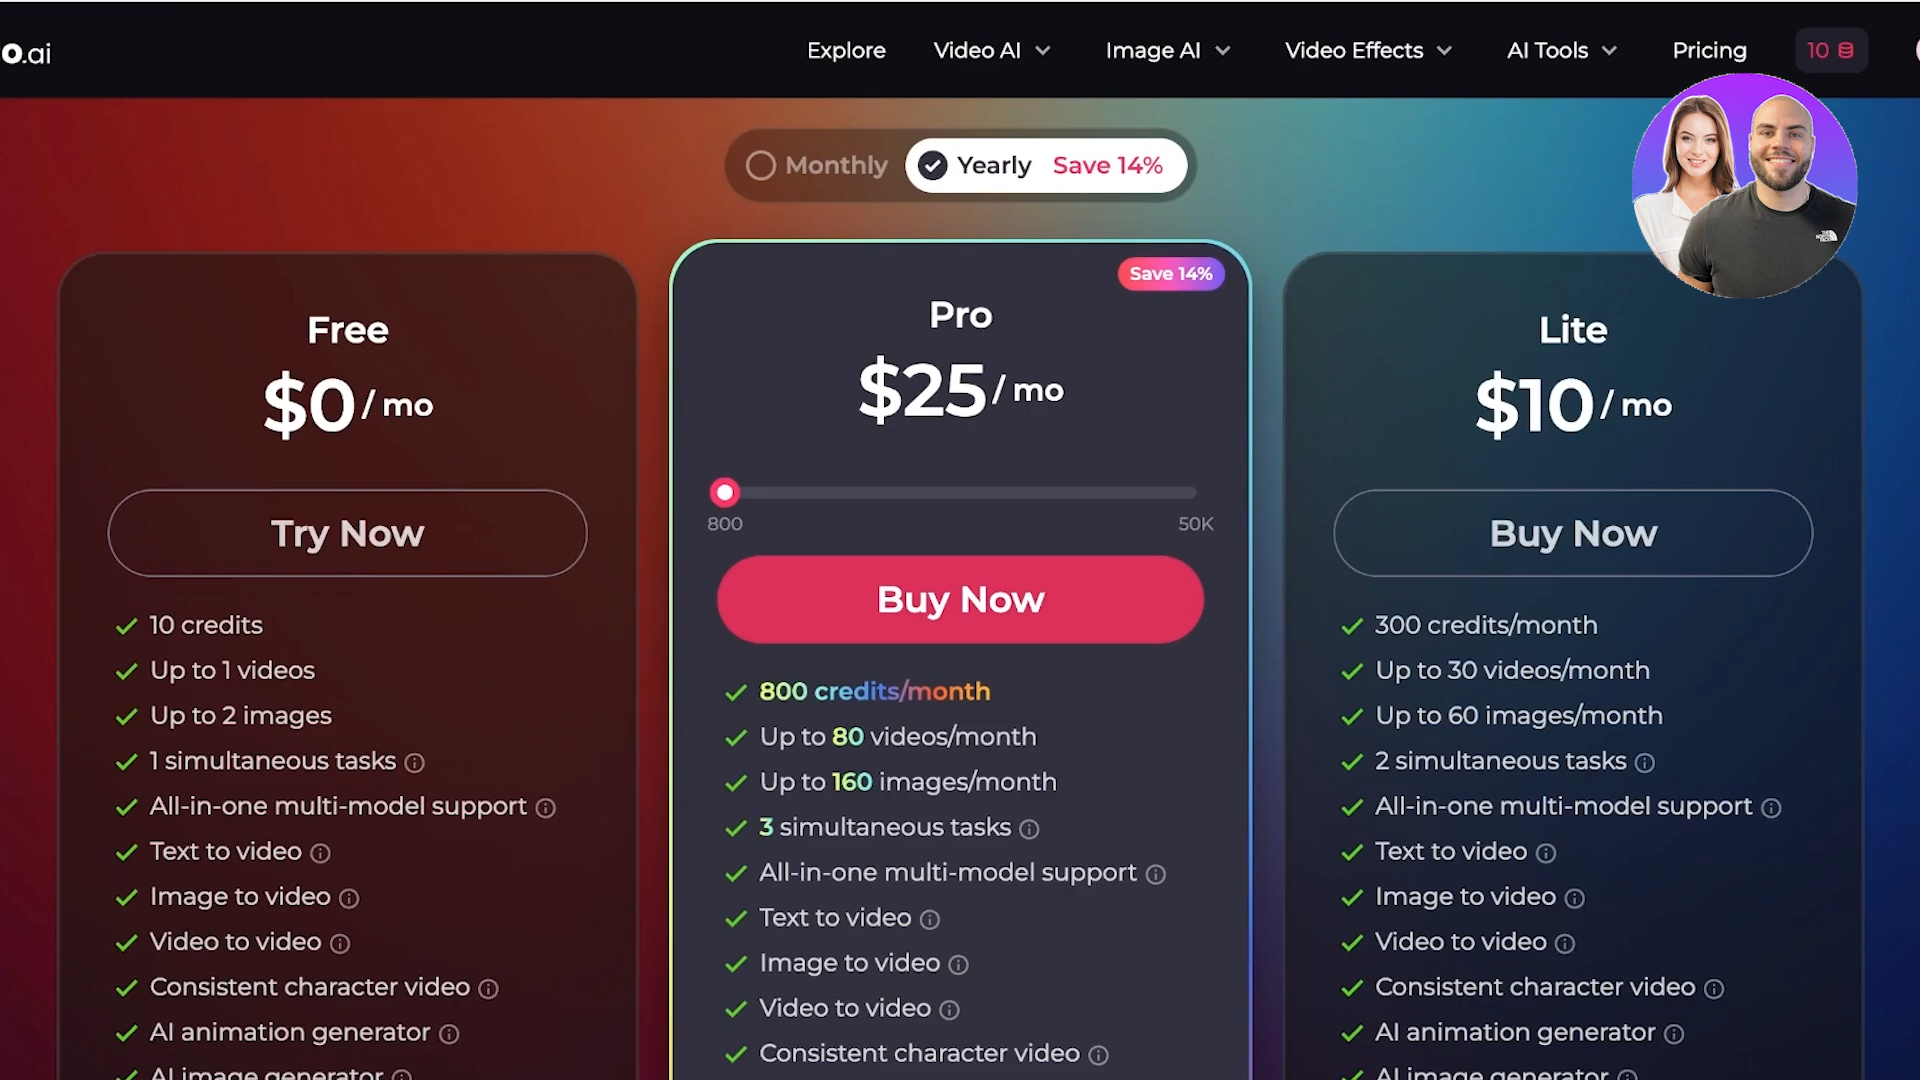 o.ai
Explore
Video AI
Image AI
Video Effects
AI Tools
Pricing
10
Monthly
Yearly Save 14%
Free
$0/ mo
Try Now
10 credits
Up to 1 videos
Up to 2 images
1 simultaneous tasks
All-in-one multi-model support
Text to video
Image to video
Video to video
Consistent character video
AI animation generator
AI image generator
Save 14%
Pro
$25/ mo
800
50K
Buy Now
800 credits/month
Up to 80 videos/month
Up to 160 images/month
3 simultaneous tasks
All-in-one multi-model support
Text to video
Image to video
Video to video
Consistent character video
Lite
$10/ mo
Buy Now
300 credits/month
Up to 30 videos/month
Up to 60 images/month
2 simultaneous tasks
All-in-one multi-model support
Text to video
Image to video
Video to video
Consistent character video
AI animation generator
AI image generator